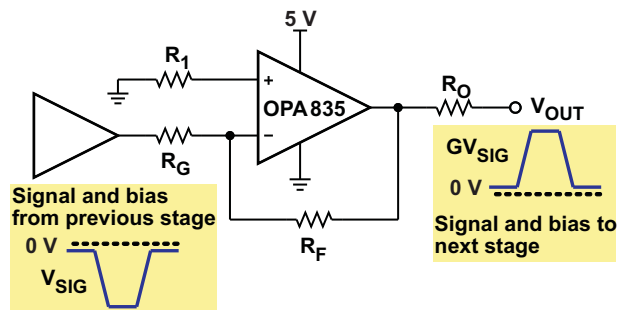 5 V
R1
+
OPA835
−
RG
RO
VOUT
RF
Signal and bias
from previous stage
0 V
VSIG
GVSIG
0 V
Signal and bias to
next stage